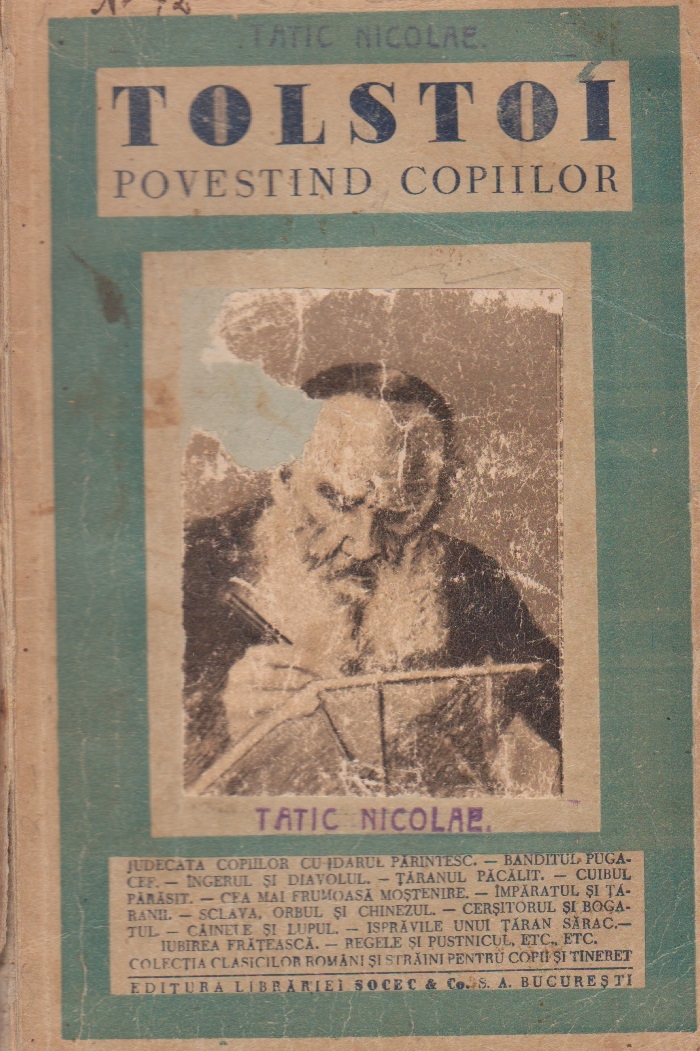 No 72
TATIC NICOLAE.
TOLSTOI
POVESTIND COPIILOR
TATIC NICOLAE.
JUDECATA COPIILOR CU DARUL PĂRINTESC. — BANDITUL PUGA-
CEF. — ÎNGERUL ȘI DIAVOLUL. — ȚĂRANUL PĂCĂLIT. — CUIBUL
PĂRĂSIT. — CEA MAI FRUMOASĂ MOȘTENIRE. — ÎMPĂRATUL ȘI ȚĂ-
RANII. — SCLAVA, ORBUL ȘI CHINEZUL. — CERȘITORUL ȘI BOGA-
TUL. — CÂINELE ȘI LUPUL. — ISPRĂVILE UNUI ȚĂRAN SĂRAC.—
IUBIREA FRĂȚEASCĂ. — REGELE ȘI PUSTNICUL, ETC., ETC.
COLECȚIA CLASICILOR ROMÂNI ȘI STRĂINI PENTRU COPII ȘI TINERET
EDITURA LIBRĂRIEI SOCEC & Co. S. A. BUCUREȘTI